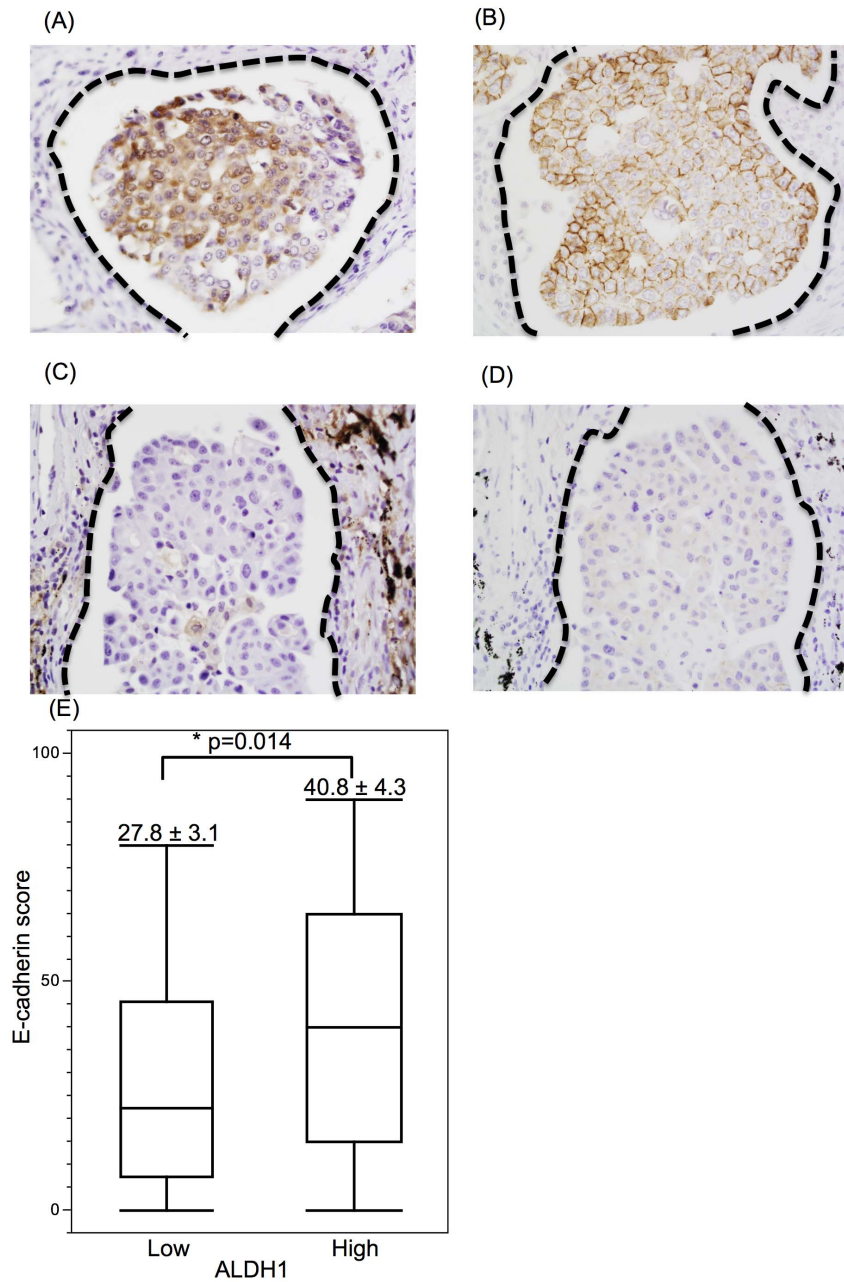 (A)
(B)
(C)
(D)
(E)
* p=0.014
100
40.8 ± 4.3
27.8 ± 3.1
50
E-cadherin score
0
Low
High
ALDH1